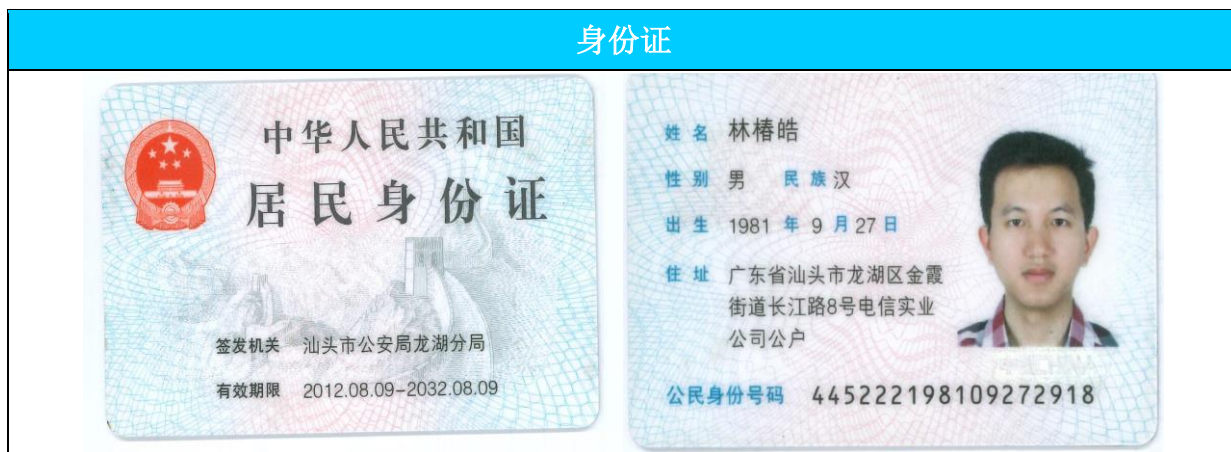 身份证
中华人民共和国
居民身份证
签发机关 汕头市公安局龙湖分局
有效期限 2012.08.09-2032.08.09
姓名 林椿皓
性别 男 民族 汉
出生 1981 年 9 月 27 日
住址 广东省汕头市龙湖区金霞
街道长江路8号电信实业
公司公户
公民身份号码 445222198109272918